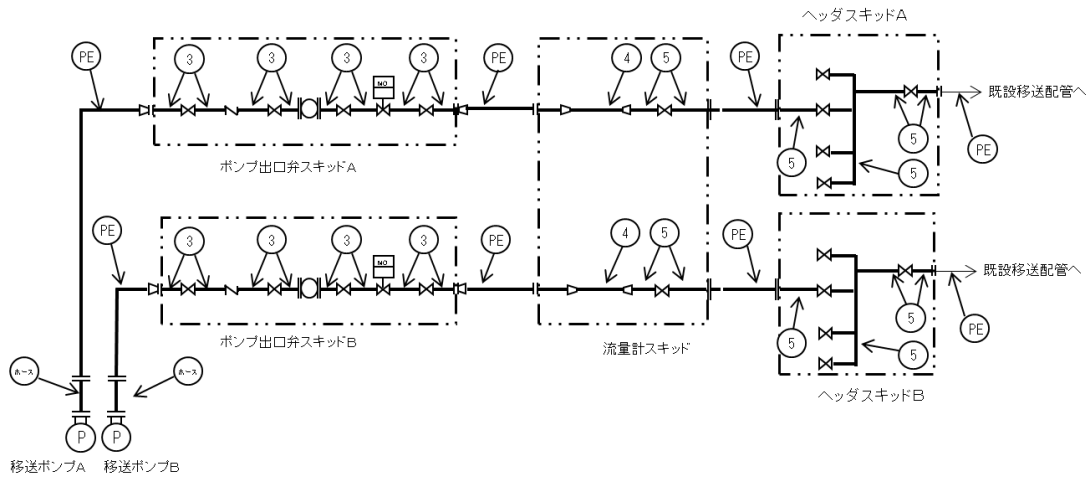 ヘッダスキッドA
PE 3 3 3 3 PE 4 5 PE
MO
既設移送配管へ
5 5 PE
5 5
ポンプ出口弁スキッドA
PE 3 3 3 3 PE 4 5 PE
MO
既設移送配管へ
5 5 PE
5
ポンプ出口弁スキッドB
流量計スキッド
ホース ホース
ヘッダスキッドB
P P
移送ポンプA 移送ポンプB